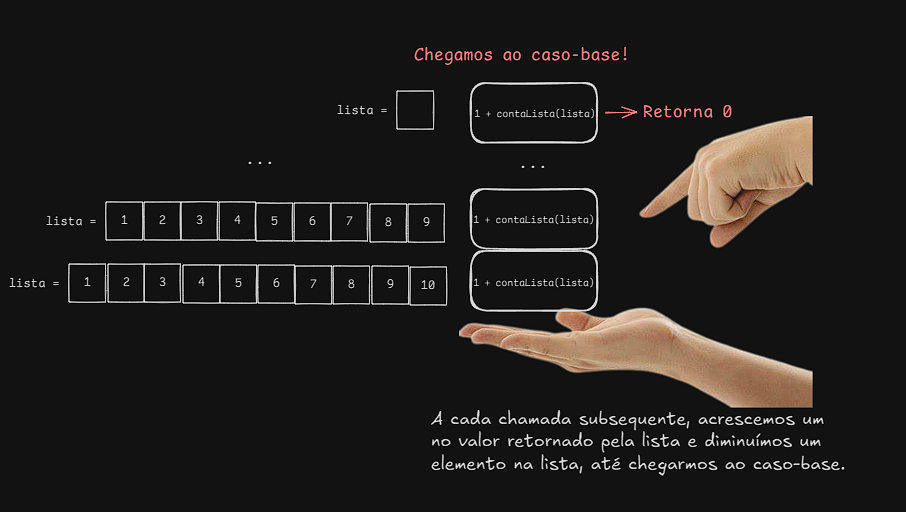 Chegamos ao caso-base!
lista =
1 + contaLista(lista)
Retorna 0
...
...
lista =
1 2 3 4 5 6 7 8 9
1 + contaLista(lista)
lista =
1 2 3 4 5 6 7 8 9 10
1 + contaLista(lista)
A cada chamada subsequente, acrescemos um
no valor retornado pela lista e diminuímos um
elemento na lista, até chegarmos ao caso-base.